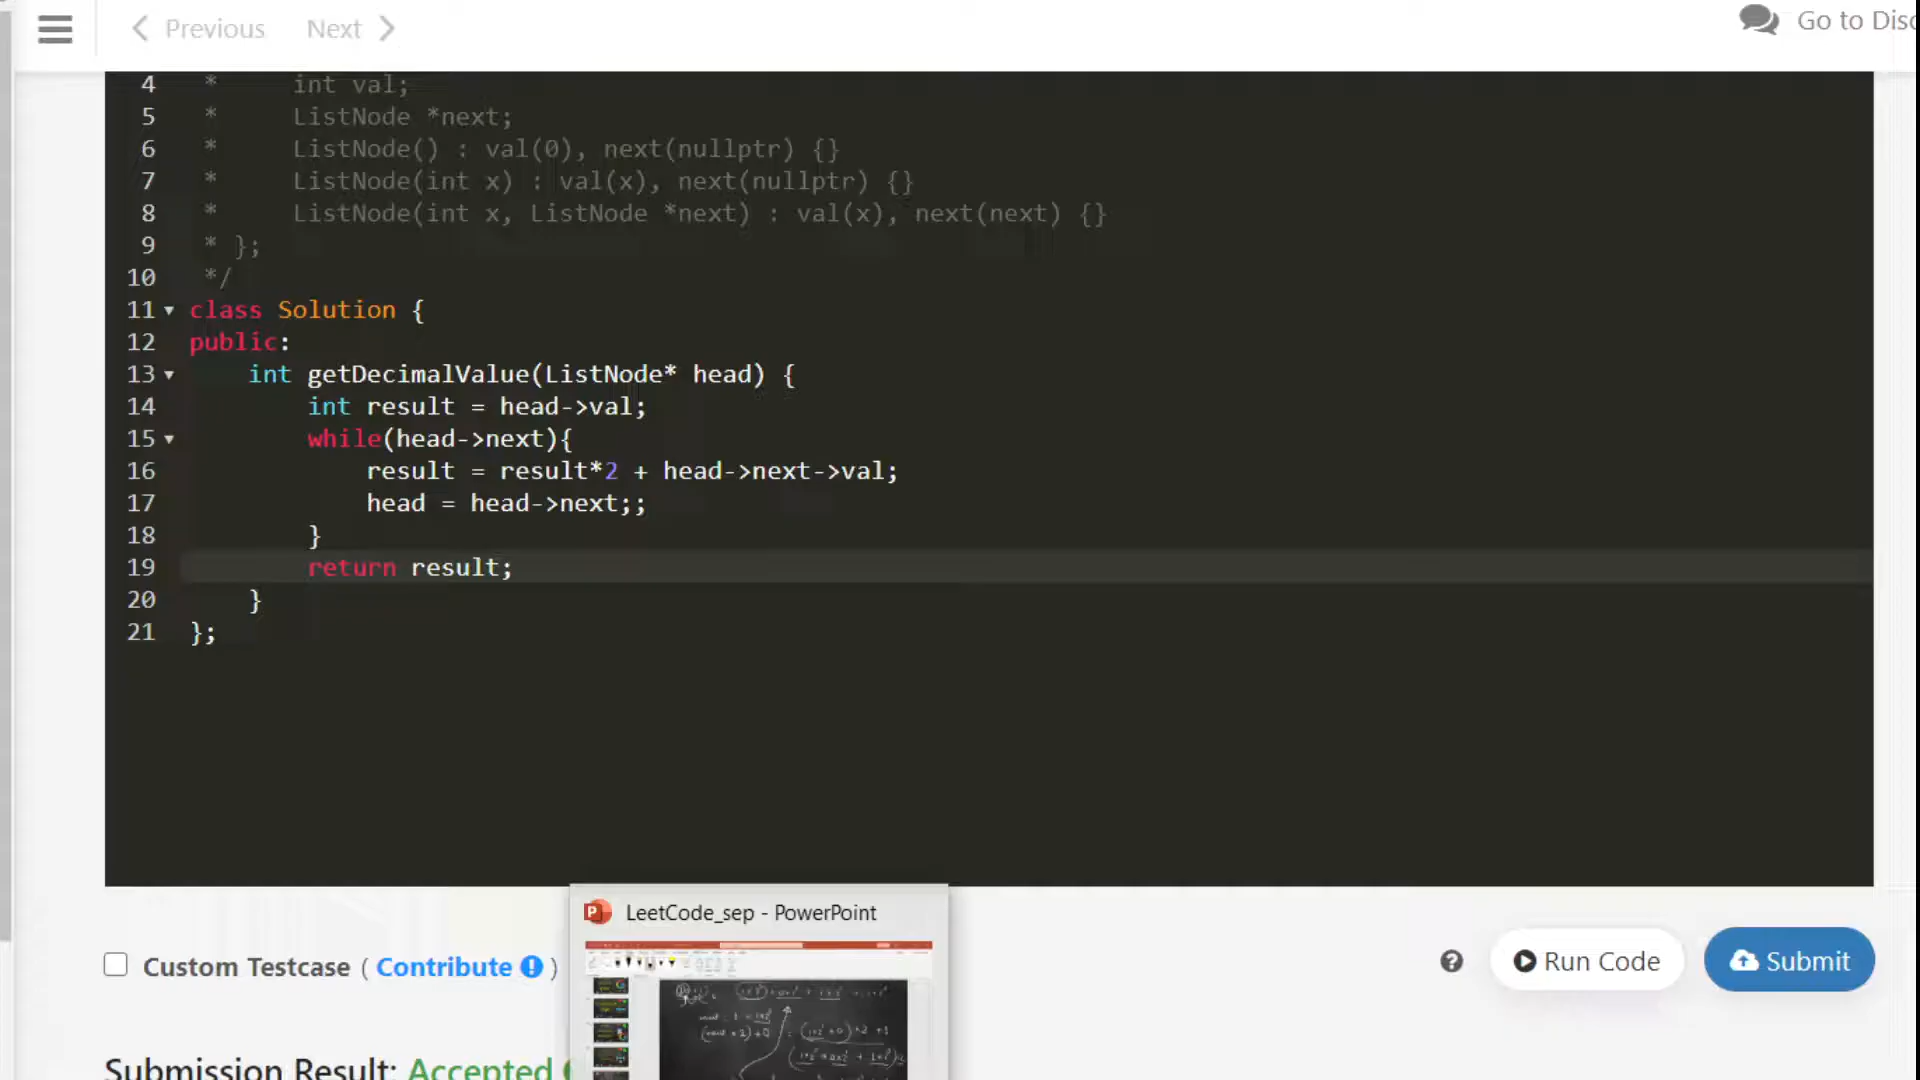 Previous Next Go to Disc
4 * int val;
5 * ListNode *next;
6 * ListNode() : val(0), next(nullptr) {}
7 * ListNode(int x) : val(x), next(nullptr) {}
8 * ListNode(int x, ListNode *next) : val(x), next(next) {}
9 * };
10 */
11 class Solution {
12 public:
13 int getDecimalValue(ListNode* head) {
14 int result = head->val;
15 while(head->next){
16 result = result*2 + head->next->val;
17 head = head->next;;
18 }
19 return result;
20 }
21 };
LeetCode_sep - PowerPoint
Custom Testcase ( Contribute )
Run Code Submit
Submission Result: Accepted